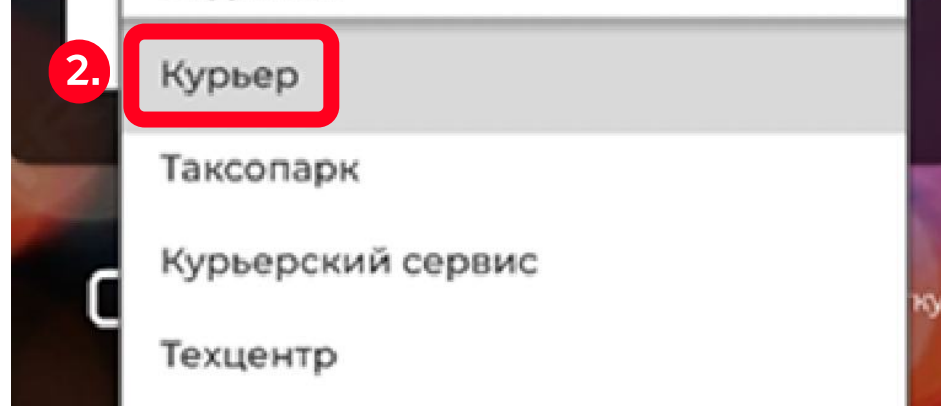 2.
Курьер
Таксопарк
Курьерский сервис
Техцентр